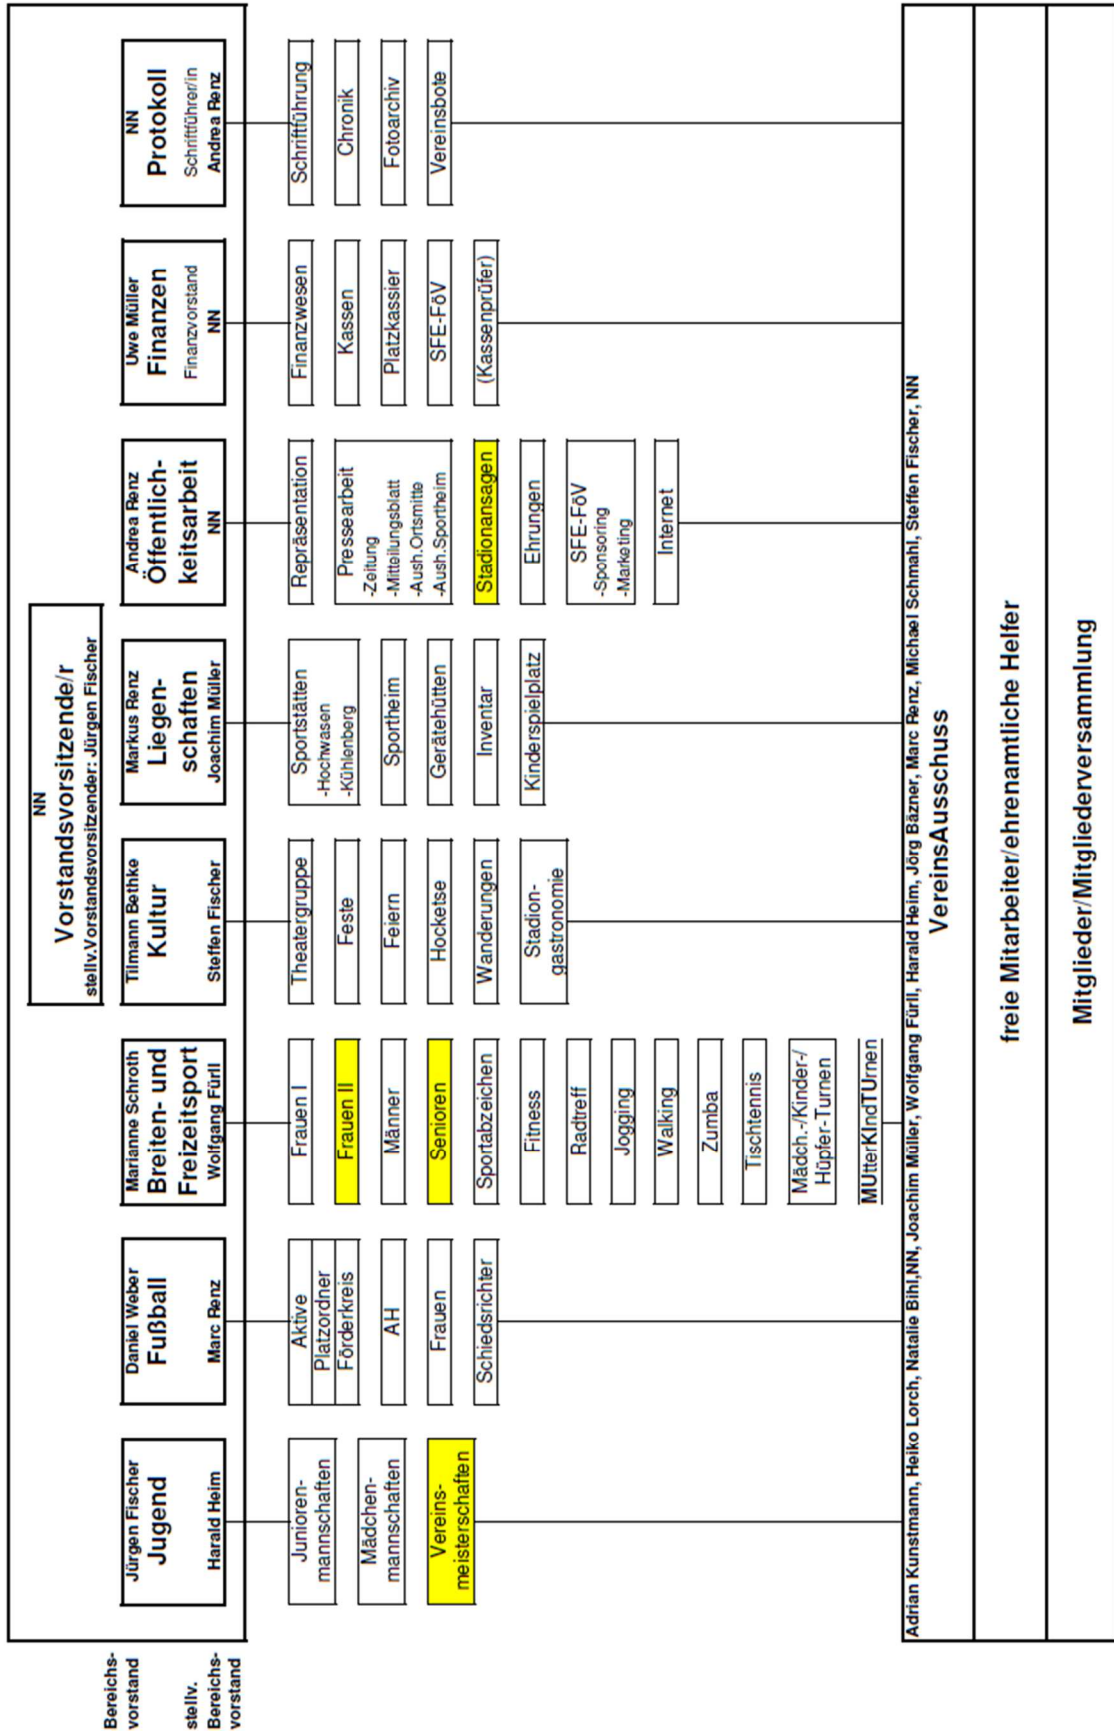 NN
Vorstandsvorsitzende/r
stellv.Vorstandsvorsitzender: Jürgen Fischer
Bereichs-
vorstand
stellv.
Bereichs-
vorstand
Jürgen Fischer
Jugend
Harald Heim
Junioren-
mannschaften
Mädchen-
mannschaften
Vereins-
meisterschaften
Daniel Weber
Fußball
Marc Renz
Aktive
Platzordner
Förderkreis
AH
Frauen
Schiedsrichter
Marianne Schroth
Breiten- und
Freizeitsport
Wolfgang Fürll
Frauen I
Frauen II
Männer
Senioren
Sportabzeichen
Fitness
Radtreff
Jogging
Walking
Zumba
Tischtennis
Mädch.-/Kinder-/
Hüpfer-Turnen
MUtterKIndTUrnen
Tilmann Bethke
Kultur
Steffen Fischer
Theatergruppe
Feste
Feiern
Hocketse
Wanderungen
Stadion-
gastronomie
Markus Renz
Liegen-
schaften
Joachim Müller
Sportstätten
-Hochwasen
-Kühlenberg
Sportheim
Gerätehütten
Inventar
Kinderspielplatz
Andrea Renz
Öffentlich-
keitsarbeit
NN
Repräsentation
Pressearbeit
-Zeitung
-Mitteilungsblatt
-Aush.Ortsmitte
-Aush.Sportheim
Stadionansagen
Ehrungen
SFE-FöV
-Sponsoring
-Marketing
Internet
Uwe Müller
Finanzen
Finanzvorstand
NN
Finanzwesen
Kassen
Platzkassier
SFE-FöV
(Kassenprüfer)
NN
Protokoll
Schriftführer/in
Andrea Renz
Schriftführung
Chronik
Fotoarchiv
Vereinsbote
Adrian Kunstmann, Heiko Lorch, Natalie Bihl,NN, Joachim Müller, Wolfgang Fürll, Harald Heim, Jörg Bäzner, Marc Renz, Michael Schmahl, Steffen Fischer, NN
VereinsAusschuss
freie Mitarbeiter/ehrenamtliche Helfer
Mitglieder/Mitgliederversammlung